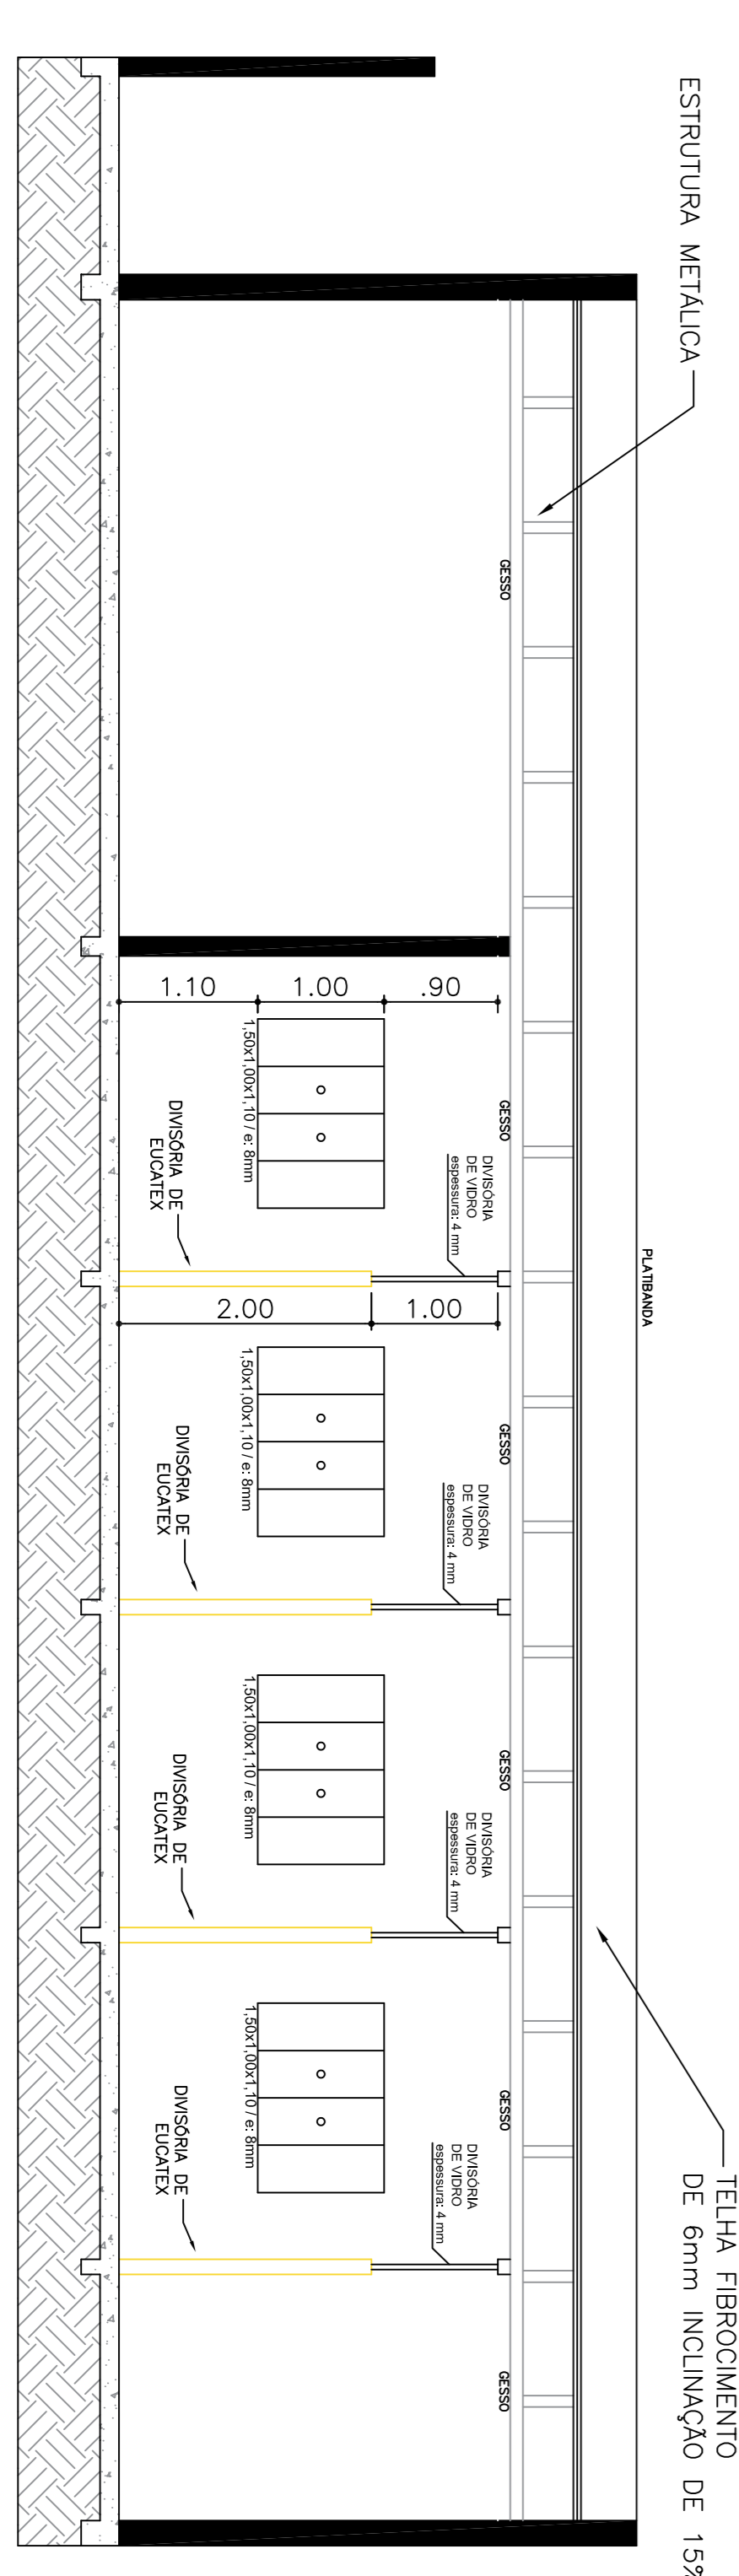 ESTRUTURA METÁLICA
TELHA FIBROCIMENTO
DE 6mm INCLINAÇÃO DE 15%
PLATIBANDA
GESSO
GESSO
GESSO
GESSO
GESSO
GESSO
.90
1.00
1.10
1,50x1,00x1,10 / e: 8mm
DIVISÓRIA
DE VIDRO
espessura: 4 mm
DIVISÓRIA DE
EUCATEX
1.00
2.00
1,50x1,00x1,10 / e: 8mm
DIVISÓRIA
DE VIDRO
espessura: 4 mm
DIVISÓRIA DE
EUCATEX
1,50x1,00x1,10 / e: 8mm
DIVISÓRIA
DE VIDRO
espessura: 4 mm
DIVISÓRIA DE
EUCATEX
1,50x1,00x1,10 / e: 8mm
DIVISÓRIA
DE VIDRO
espessura: 4 mm
DIVISÓRIA DE
EUCATEX